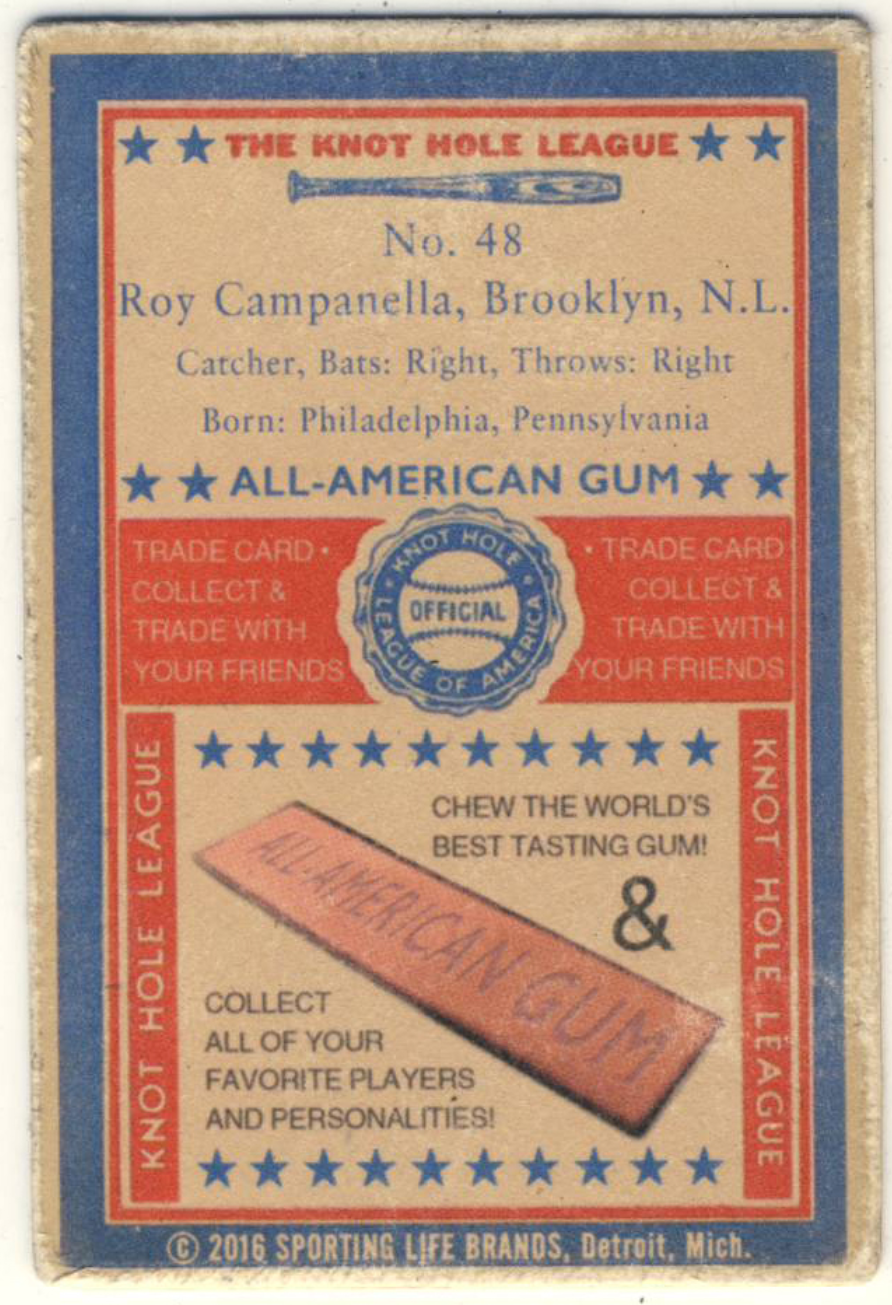 THE KNOT HOLE LEAGUE
No. 48
Roy Campanella, Brooklyn, N.L.
Catcher, Bats: Right, Throws: Right
Born: Philadelphia, Pennsylvania
ALL-AMERICAN GUM
TRADE CARD •
COLLECT &
TRADE WITH
YOUR FRIENDS
KNOT HOLE
OFFICIAL
LEAGUE OF AMERICA
• TRADE CARD
COLLECT &
TRADE WITH
YOUR FRIENDS
KNOT HOLE LEAGUE
CHEW THE WORLD'S
BEST TASTING GUM!
&
ALL-AMERICAN GUM
COLLECT
ALL OF YOUR
FAVORITE PLAYERS
AND PERSONALITIES!
KNOT HOLE LEAGUE
© 2016 SPORTING LIFE BRANDS, Detroit, Mich.